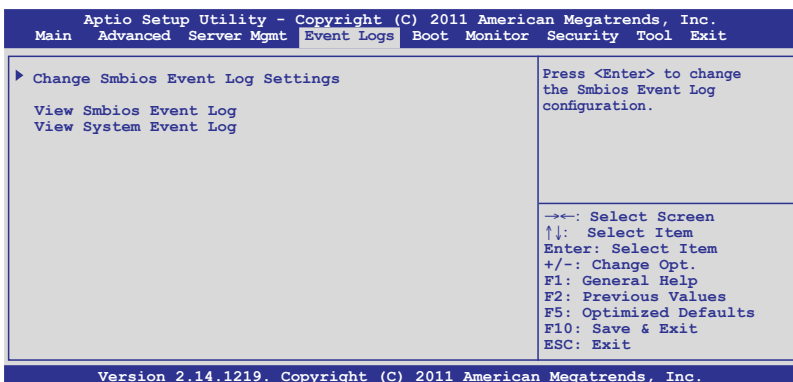 Aptio Setup Utility - Copyright (C) 2011 American Megatrends, Inc.
Main Advanced Server Mgmt Event Logs Boot Monitor Security Tool Exit
Change Smbios Event Log Settings
View Smbios Event Log
View System Event Log
Press <Enter> to change
the Smbios Event Log
configuration.
→←: Select Screen
↑↓: Select Item
Enter: Select Item
+/-: Change Opt.
F1: General Help
F2: Previous Values
F5: Optimized Defaults
F10: Save & Exit
ESC: Exit
Version 2.14.1219. Copyright (C) 2011 American Megatrends, Inc.